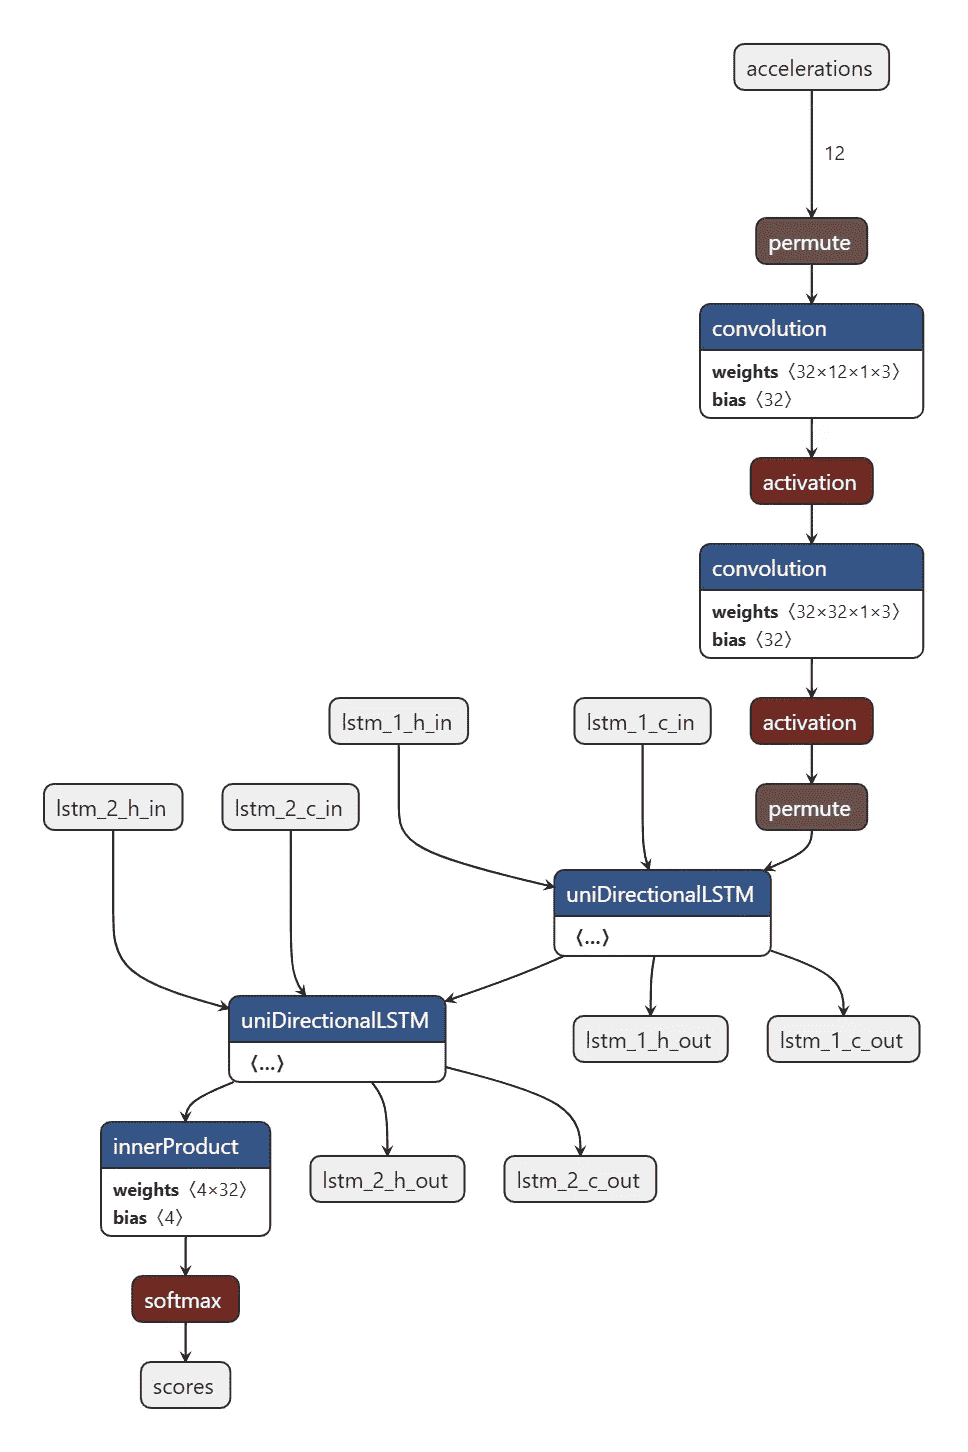 accelerations
12
permute
convolution
weights〈32×12×1×3〉
bias〈32〉
activation
convolution
weights〈32×32×1×3〉
bias〈32〉
lstm_1_h_in
lstm_1_c_in
activation
lstm_2_h_in
lstm_2_c_in
permute
uniDirectionalLSTM
〈...〉
uniDirectionalLSTM
〈...〉
lstm_1_h_out
lstm_1_c_out
innerProduct
weights〈4×32〉
bias〈4〉
lstm_2_h_out
lstm_2_c_out
softmax
scores